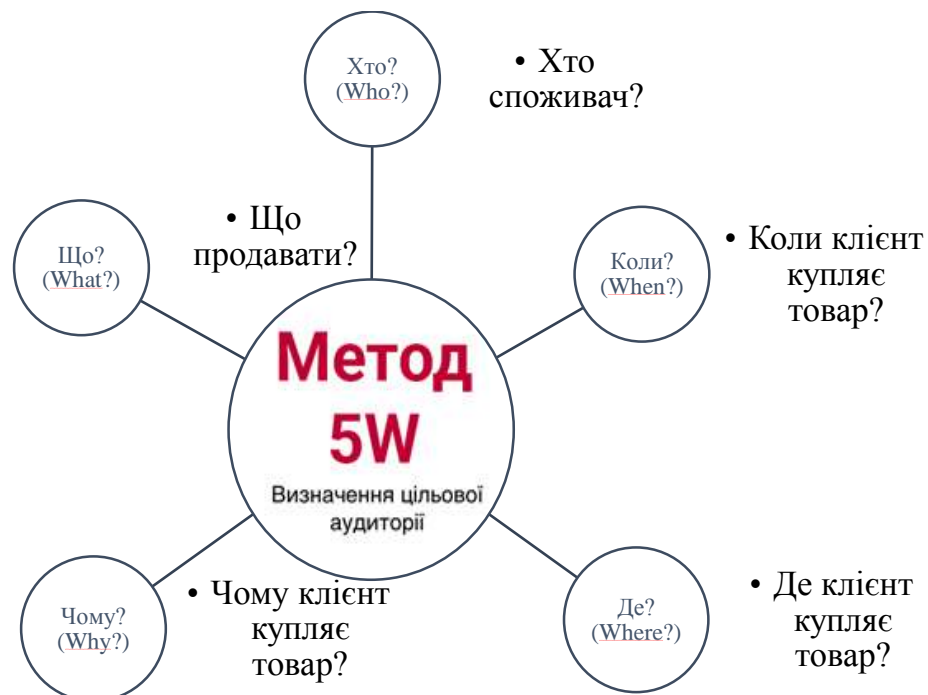 Хто?
(Who?)
• Хто
споживач?
Що?
(What?)
• Що
продавати?
Коли?
(When?)
• Коли клієнт
купляє
товар?
Метод
5W
Визначення цільової
аудиторії
Чому?
(Why?)
• Чому клієнт
купляє
товар?
Де?
(Where?)
• Де клієнт
купляє
товар?